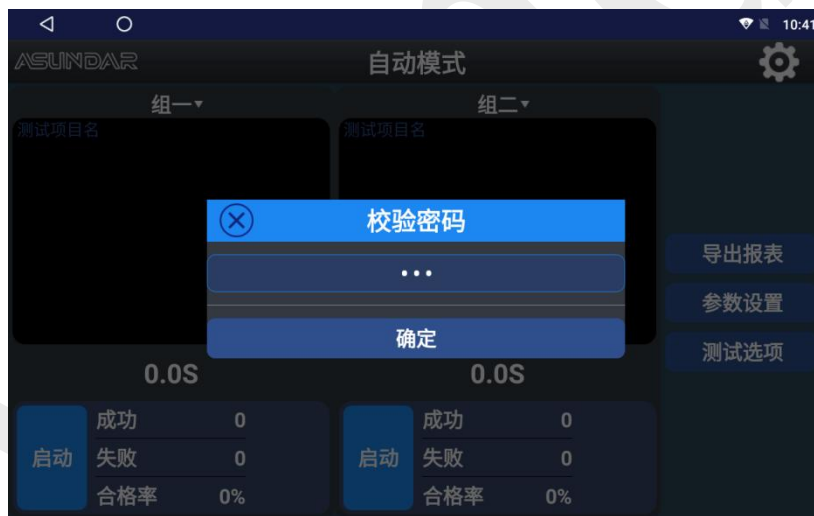 10:41
ASUNDAR
自动模式
组一▾
组二▾
测试项目名
测试项目名
校验密码
•••
确定
导出报表
参数设置
测试选项
0.0S
0.0S
启动
成功 0
失败 0
合格率 0%
启动
成功 0
失败 0
合格率 0%